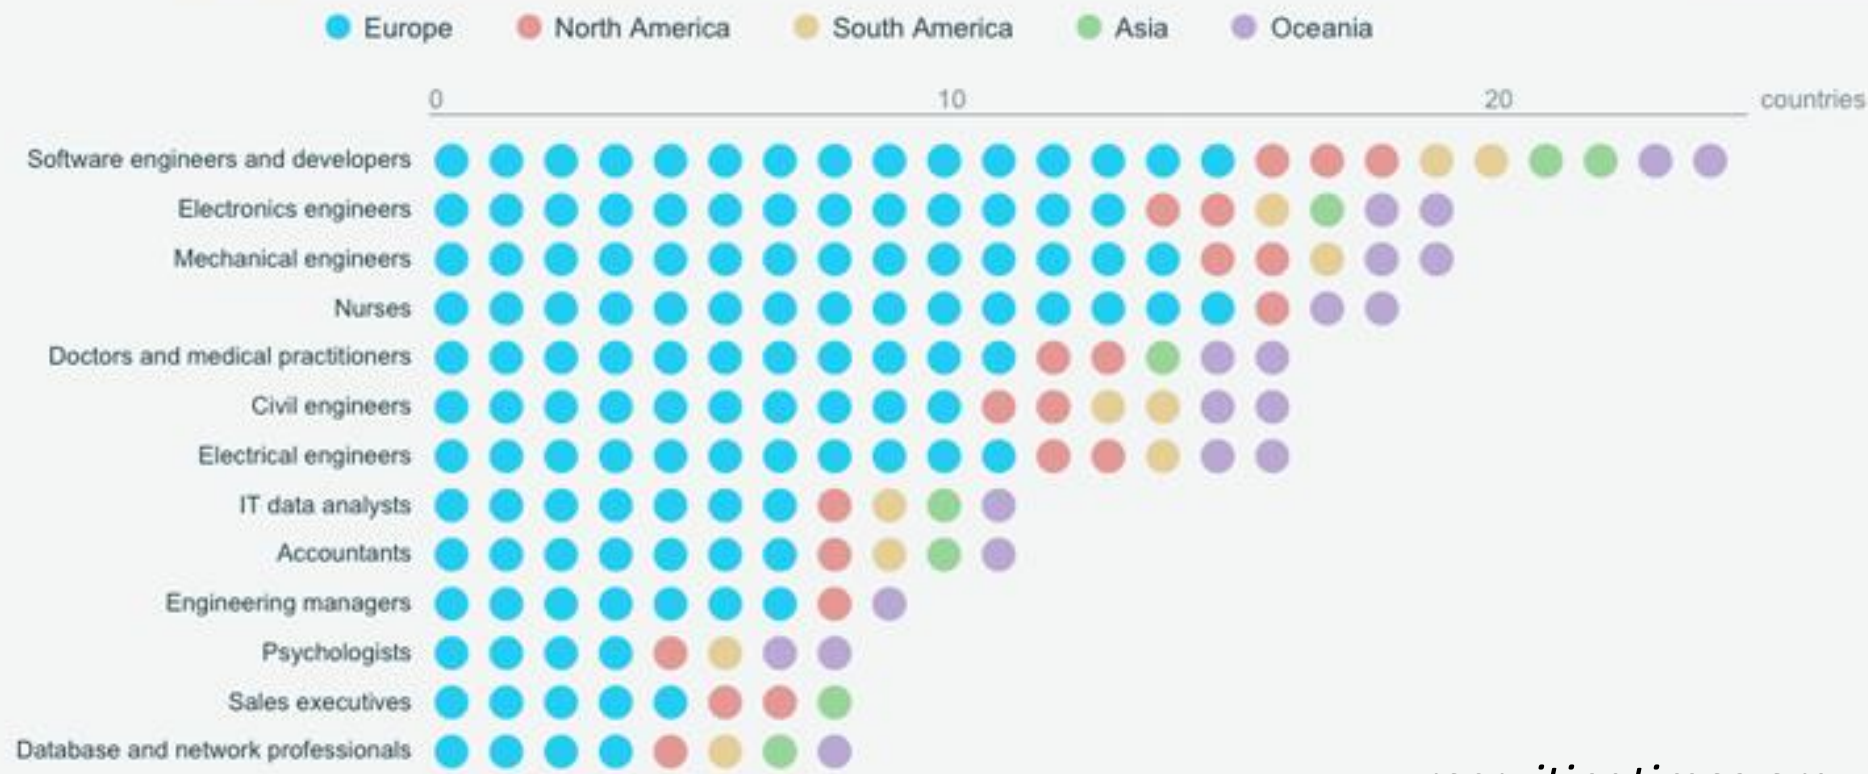 Europe North America South America Asia Oceania
0 10 20 countries
Software engineers and developers
Electronics engineers
Mechanical engineers
Nurses
Doctors and medical practitioners
Civil engineers
Electrical engineers
IT data analysts
Accountants
Engineering managers
Psychologists
Sales executives
Database and network professionals